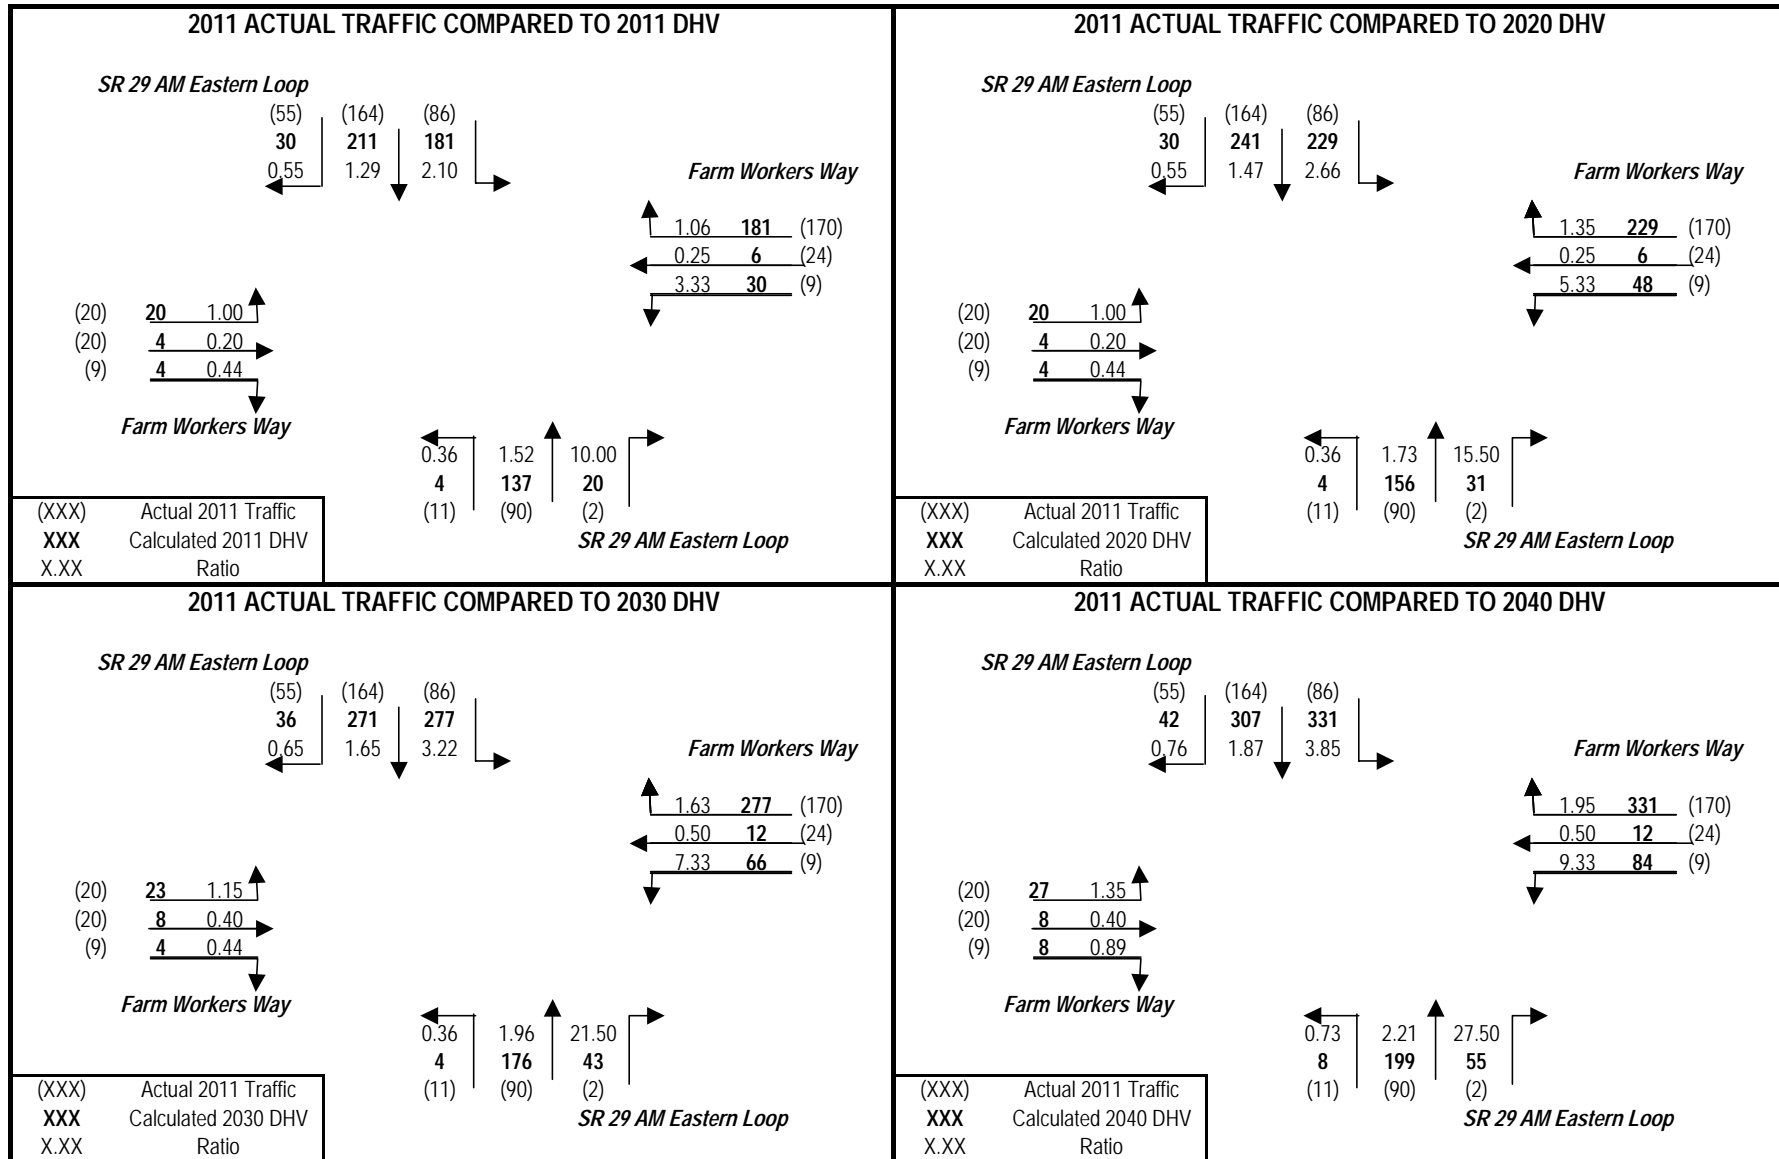 2011 ACTUAL TRAFFIC COMPARED TO 2011 DHV
SR 29 AM Eastern Loop
(55) (164) (86)
30 211 181
0.55 1.29 2.10
Farm Workers Way
1.06 181 (170)
0.25 6 (24)
3.33 30 (9)
(20) 20 1.00
(20) 4 0.20
(9) 4 0.44
Farm Workers Way
0.36 1.52 10.00
4 137 20
(11) (90) (2)
SR 29 AM Eastern Loop
(XXX) Actual 2011 Traffic
XXX Calculated 2011 DHV
X.XX Ratio
2011 ACTUAL TRAFFIC COMPARED TO 2020 DHV
SR 29 AM Eastern Loop
(55) (164) (86)
30 241 229
0.55 1.47 2.66
Farm Workers Way
1.35 229 (170)
0.25 6 (24)
5.33 48 (9)
(20) 20 1.00
(20) 4 0.20
(9) 4 0.44
Farm Workers Way
0.36 1.73 15.50
4 156 31
(11) (90) (2)
SR 29 AM Eastern Loop
(XXX) Actual 2011 Traffic
XXX Calculated 2020 DHV
X.XX Ratio
2011 ACTUAL TRAFFIC COMPARED TO 2030 DHV
SR 29 AM Eastern Loop
(55) (164) (86)
36 271 277
0.65 1.65 3.22
Farm Workers Way
1.63 277 (170)
0.50 12 (24)
7.33 66 (9)
(20) 23 1.15
(20) 8 0.40
(9) 4 0.44
Farm Workers Way
0.36 1.96 21.50
4 176 43
(11) (90) (2)
SR 29 AM Eastern Loop
(XXX) Actual 2011 Traffic
XXX Calculated 2030 DHV
X.XX Ratio
2011 ACTUAL TRAFFIC COMPARED TO 2040 DHV
SR 29 AM Eastern Loop
(55) (164) (86)
42 307 331
0.76 1.87 3.85
Farm Workers Way
1.95 331 (170)
0.50 12 (24)
9.33 84 (9)
(20) 27 1.35
(20) 8 0.40
(9) 8 0.89
Farm Workers Way
0.73 2.21 27.50
8 199 55
(11) (90) (2)
SR 29 AM Eastern Loop
(XXX) Actual 2011 Traffic
XXX Calculated 2040 DHV
X.XX Ratio